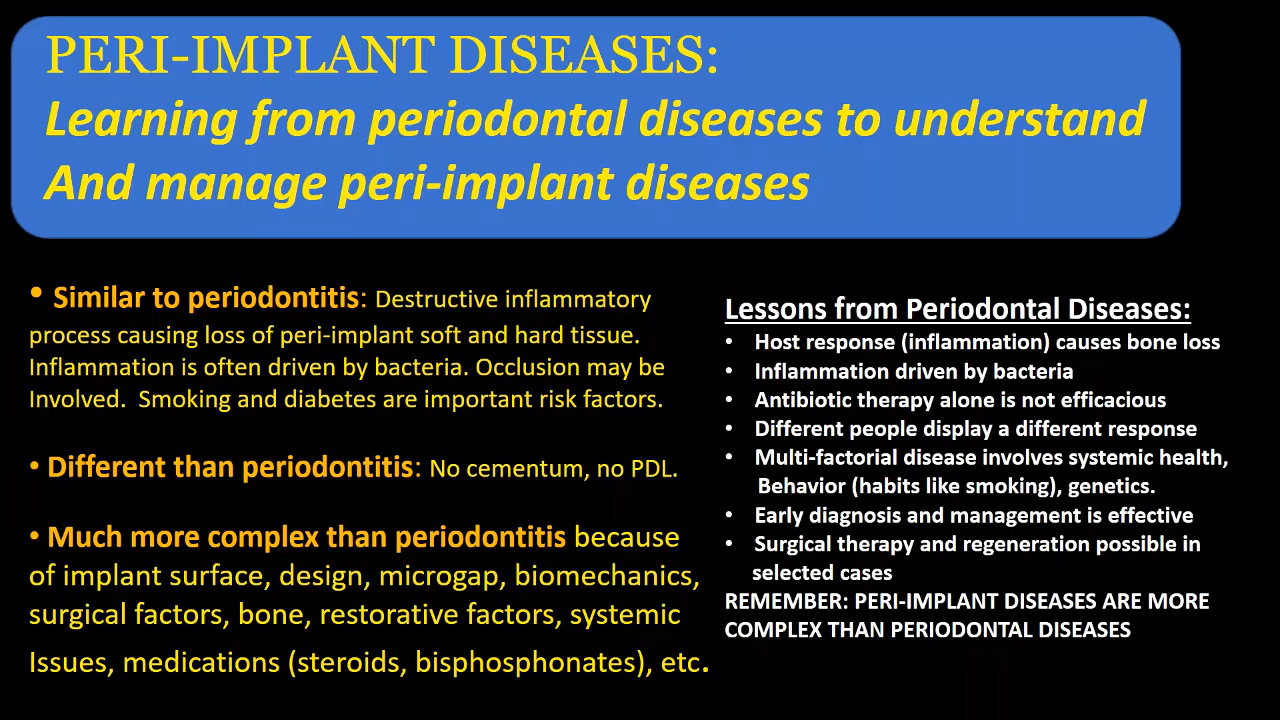 PERI-IMPLANT DISEASES:
Learning from periodontal diseases to understand
And manage peri-implant diseases
• Similar to periodontitis: Destructive inflammatory
process causing loss of peri-implant soft and hard tissue.
Inflammation is often driven by bacteria. Occlusion may be
Involved. Smoking and diabetes are important risk factors.
• Different than periodontitis: No cementum, no PDL.
• Much more complex than periodontitis because
of implant surface, design, microgap, biomechanics,
surgical factors, bone, restorative factors, systemic
Issues, medications (steroids, bisphosphonates), etc.
Lessons from Periodontal Diseases:
• Host response (inflammation) causes bone loss
• Inflammation driven by bacteria
• Antibiotic therapy alone is not efficacious
• Different people display a different response
• Multi-factorial disease involves systemic health,
Behavior (habits like smoking), genetics.
• Early diagnosis and management is effective
• Surgical therapy and regeneration possible in
selected cases
REMEMBER: PERI-IMPLANT DISEASES ARE MORE
COMPLEX THAN PERIODONTAL DISEASES